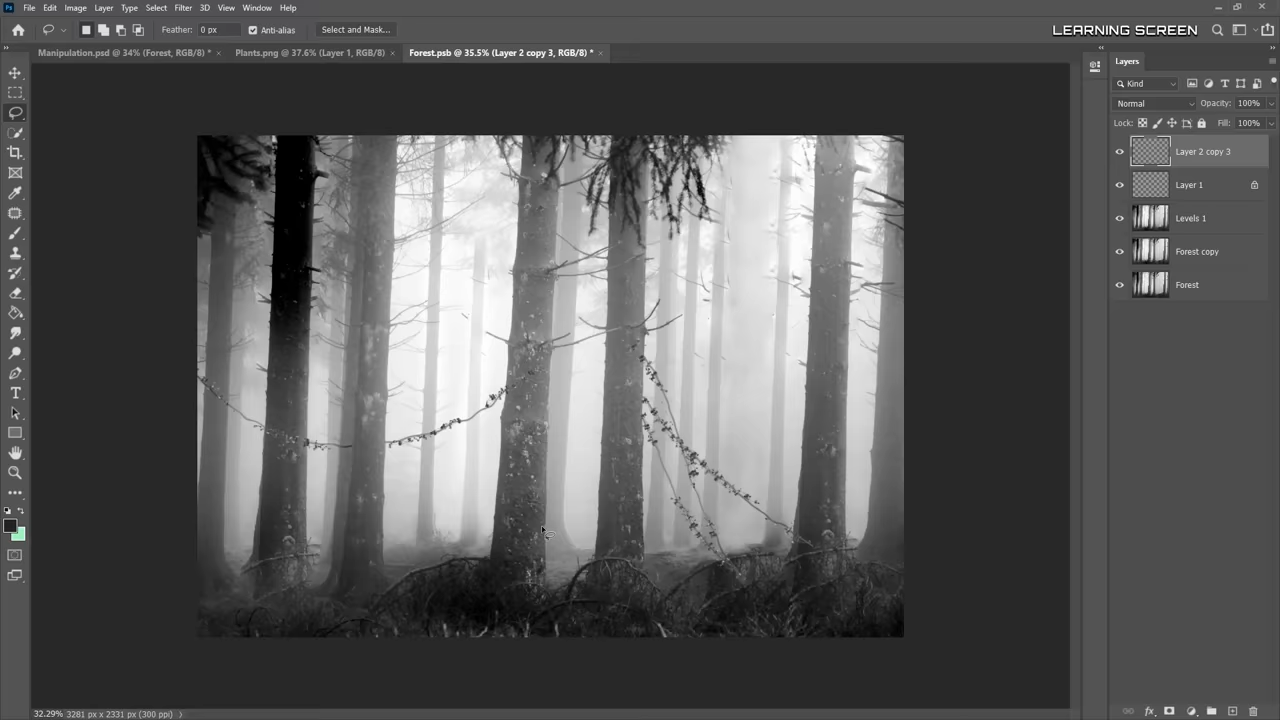 Ps File Edit Image Layer Type Select Filter 3D View Window Help
Feather: 0 px Anti-alias Select and Mask... LEARNING SCREEN
Manipulation.psd @ 34% (Forest, RGB/8) * × Plants.png @ 37.6% (Layer 1, RGB/8) × Forest.psb @ 35.5% (Layer 2 copy 3, RGB/8) * ×
Layers
Kind
Normal Opacity: 100%
Lock: Fill: 100%
Layer 2 copy 3
Layer 1
Levels 1
Forest copy
Forest
32.29% 3281 px x 2331 px (300 ppi)